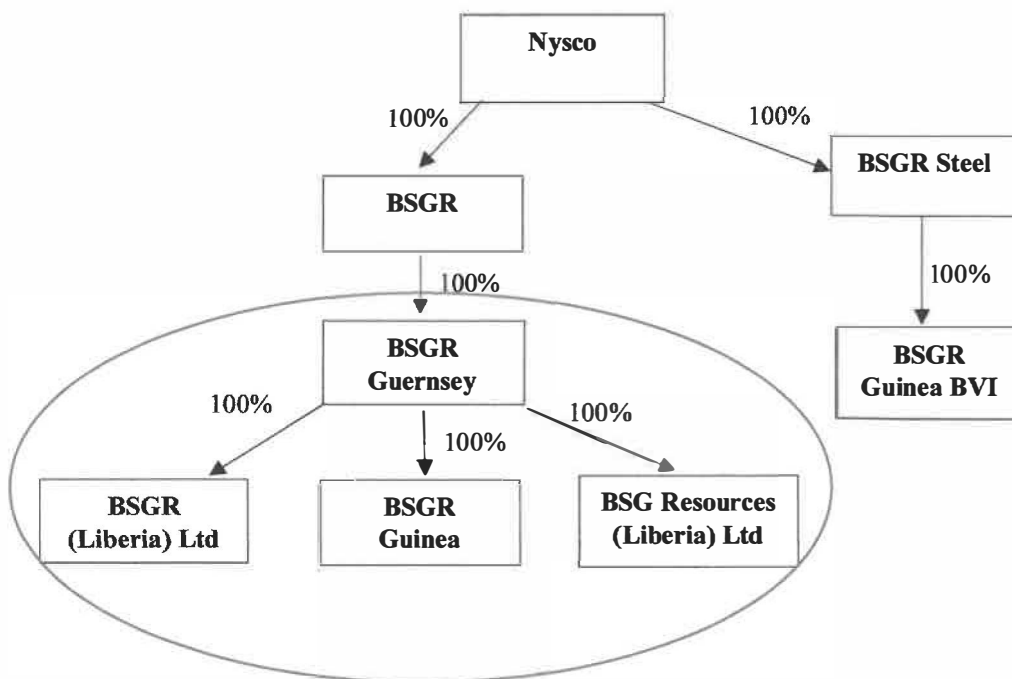 Nysco
100%
100%
BSGR Steel
BSGR
100%
100%
BSGR
Guernsey
BSGR
Guinea BVI
100%
100%
100%
BSGR
(Liberia) Ltd
BSGR
Guinea
BSG Resources
(Liberia) Ltd